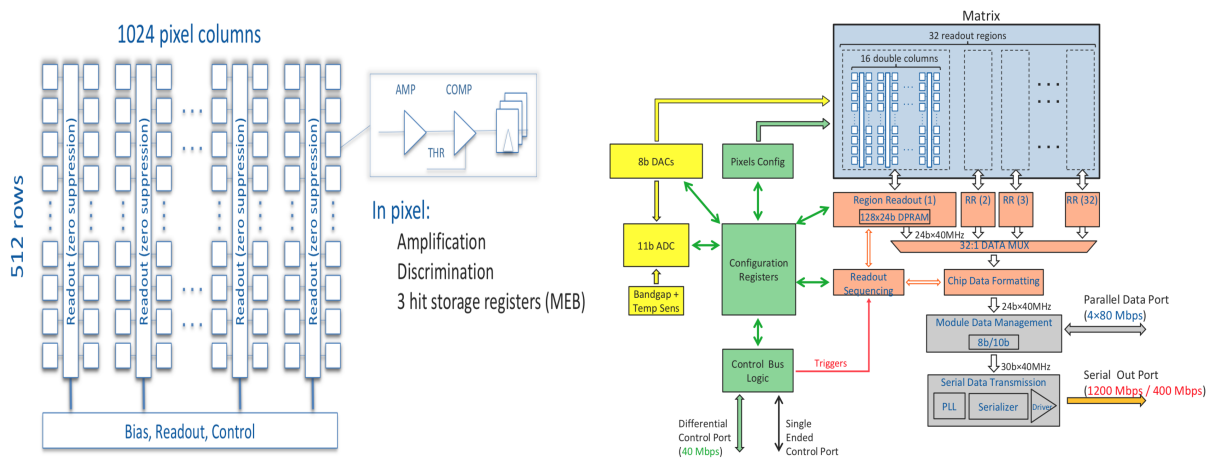 1024 pixel columns
512 rows
Readout (zero suppression)
Readout (zero suppression)
Readout (zero suppression)
Readout (zero suppression)
Bias, Readout, Control
AMP
COMP
THR
In pixel:
Amplification
Discrimination
3 hit storage registers (MEB)
Matrix
32 readout regions
16 double columns
8b DACs
Pixels Config
11b ADC
Configuration
Registers
Bandgap +
Temp Sens
Control Bus
Logic
Triggers
Differential
Control Port
(40 Mbps)
Single
Ended
Control Port
Region Readout (1)
128x24b DPRAM
RR (2)
RR (3)
RR (32)
24b×40MHz
32:1 DATA MUX
Readout
Sequencing
Chip Data Formatting
24b×40MHz
Module Data Management
8b/10b
Parallel Data Port
(4×80 Mbps)
30b×40MHz
Serial Data Transmission
PLL
Serializer
Driver
Serial Out Port
(1200 Mbps / 400 Mbps)